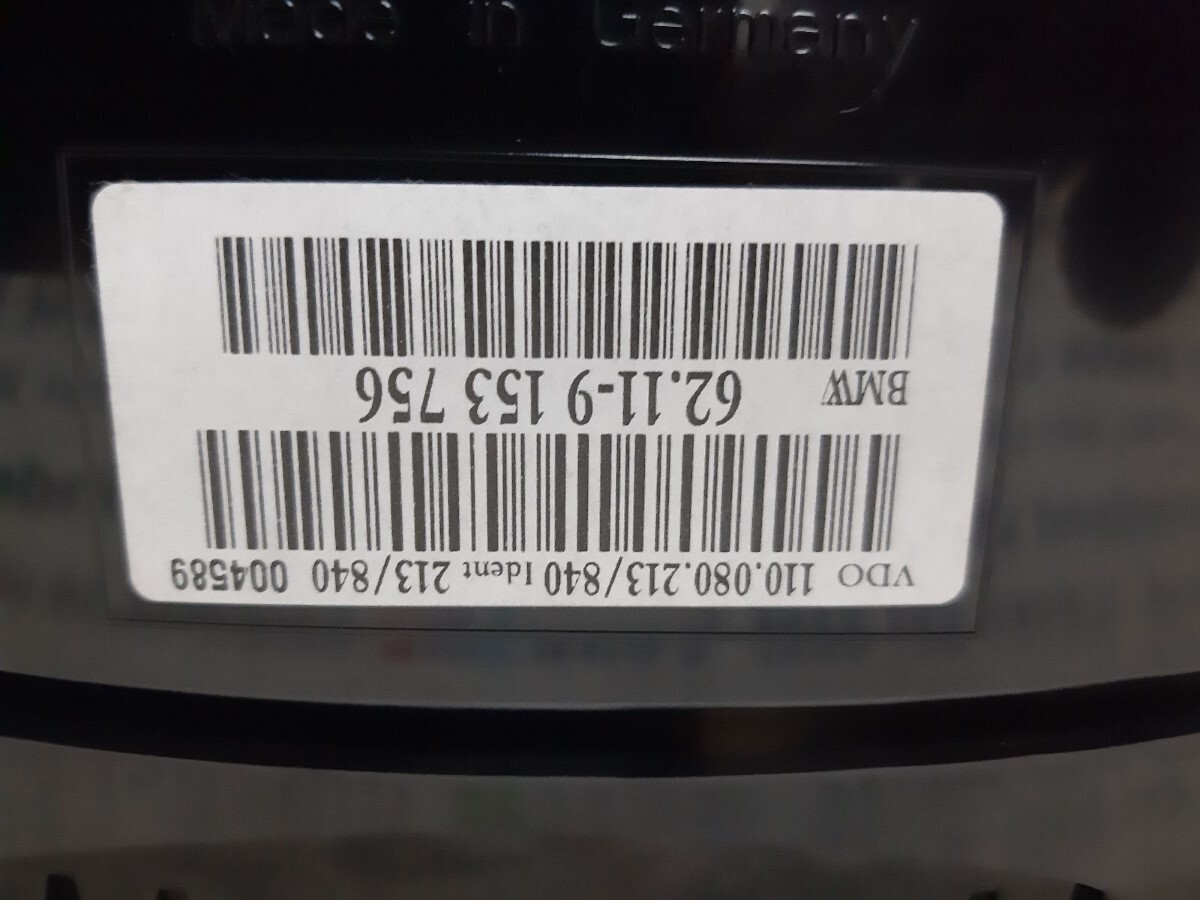 Made in Germany
VDO 110.080.213/840 Ident 213/840 004589
BMW 62.11-9 153 756